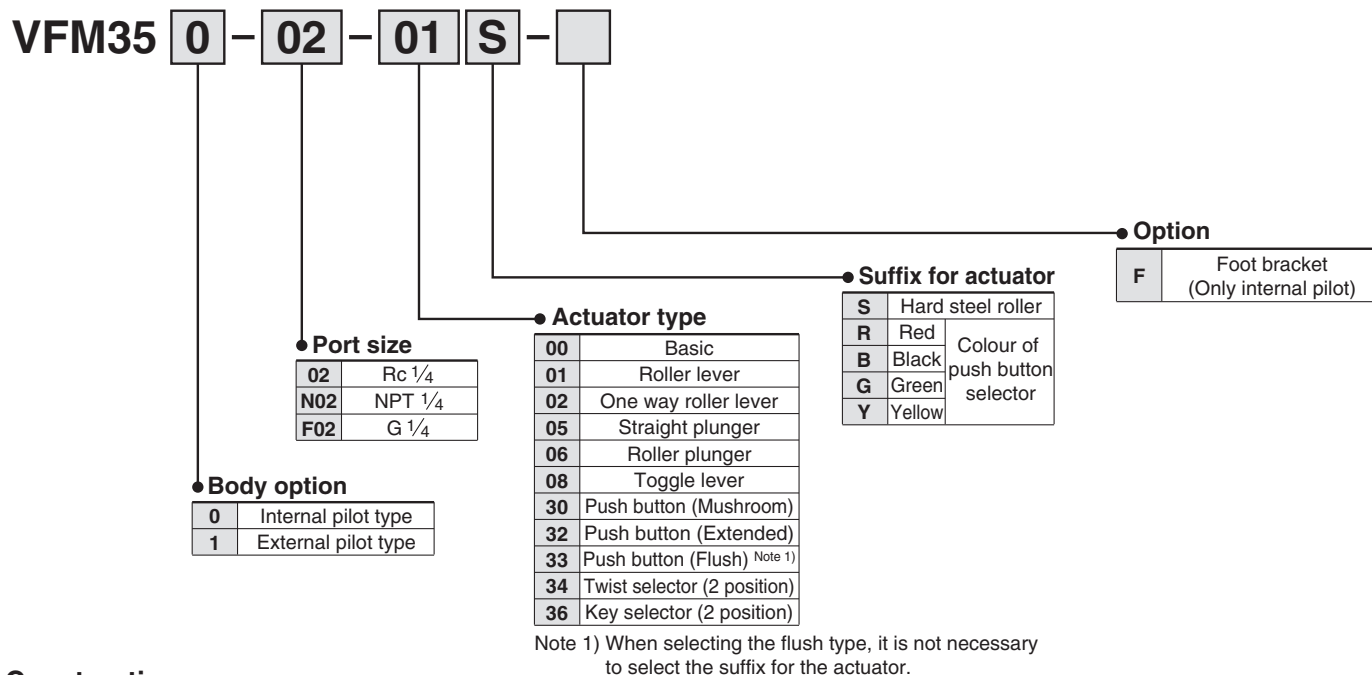 VFM35 0 – 02 – 01 S –
Option
F Foot bracket
(Only internal pilot)
Suffix for actuator
S Hard steel roller
R Red
B Black
G Green
Y Yellow
Colour of
push button
selector
Actuator type
00 Basic
01 Roller lever
02 One way roller lever
05 Straight plunger
06 Roller plunger
08 Toggle lever
30 Push button (Mushroom)
32 Push button (Extended)
33 Push button (Flush) Note 1)
34 Twist selector (2 position)
36 Key selector (2 position)
Note 1) When selecting the flush type, it is not necessary
to select the suffix for the actuator.
Port size
02 Rc 1/4
N02 NPT 1/4
F02 G 1/4
Body option
0 Internal pilot type
1 External pilot type